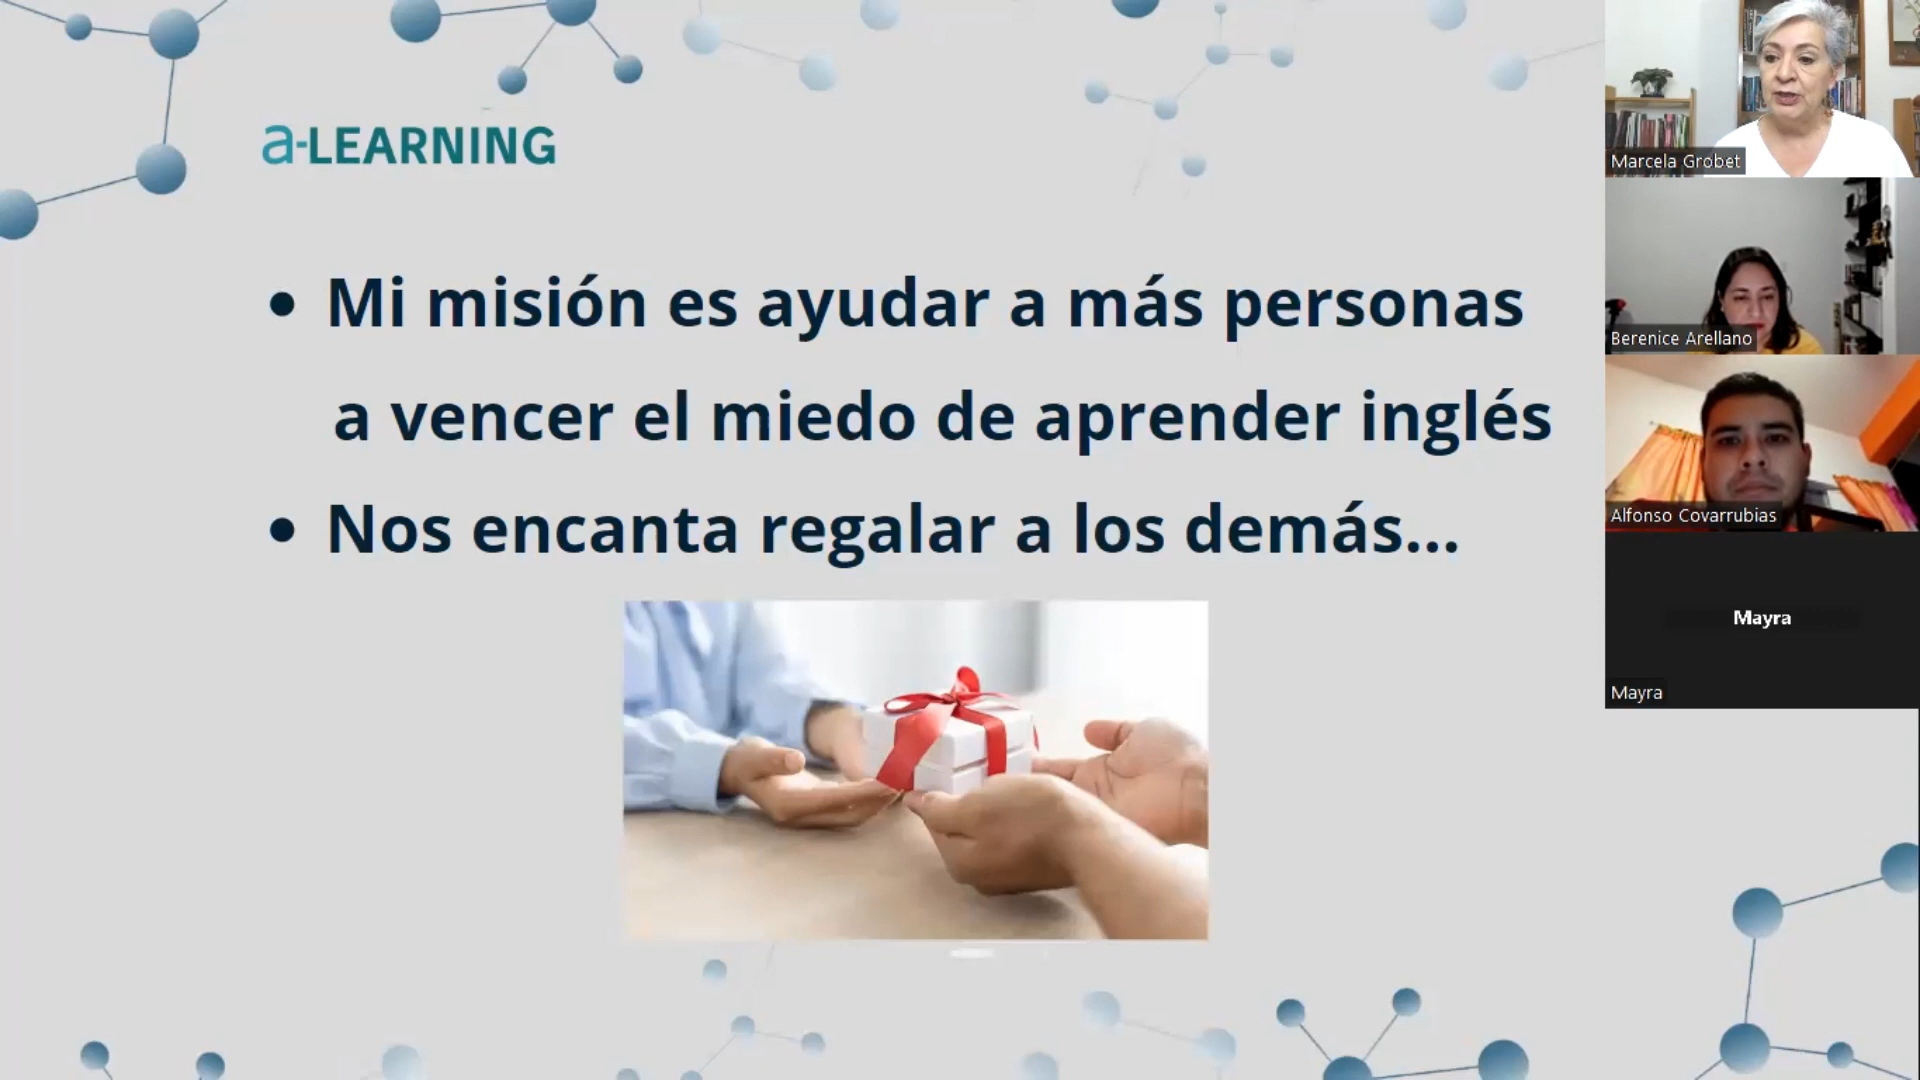 a-LEARNING
• Mi misión es ayudar a más personas
a vencer el miedo de aprender inglés
• Nos encanta regalar a los demás...
Marcela Grobet
Berenice Arellano
Alfonso Covarrubias
Mayra
Mayra